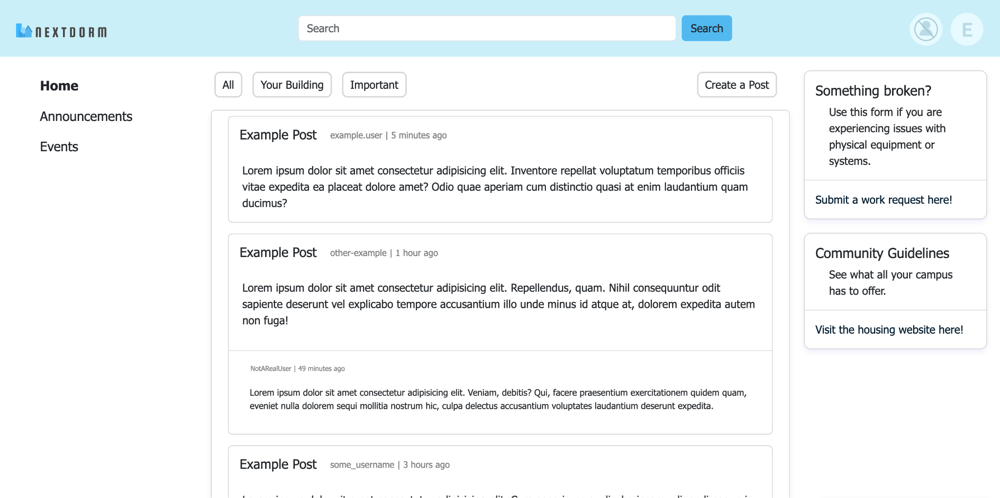 NEXTDORM
Search
Search
E
Home
Announcements
Events
All
Your Building
Important
Create a Post
Example Post
example.user | 5 minutes ago
Lorem ipsum dolor sit amet consectetur adipisicing elit. Inventore repellat voluptatum temporibus officiis
vitae expedita ea placeat dolore amet? Odio quae aperiam cum distinctio quasi at enim laudantium quam
ducimus?
Example Post
other-example | 1 hour ago
Lorem ipsum dolor sit amet consectetur adipisicing elit. Repellendus, quam. Nihil consequuntur odit
sapiente deserunt vel explicabo tempore accusantium illo unde minus id atque at, dolorem expedita autem
non fuga!
NotARealUser | 49 minutes ago
Lorem ipsum dolor sit amet consectetur adipisicing elit. Veniam, debitis? Qui, facere praesentium exercitationem quidem quam,
eveniet nulla dolorem sequi mollitia nostrum hic, culpa delectus accusantium voluptates laudantium deserunt expedita.
Example Post
some_username | 3 hours ago
Something broken?
Use this form if you are
experiencing issues with
physical equipment or
systems.
Submit a work request here!
Community Guidelines
See what all your campus
has to offer.
Visit the housing website here!